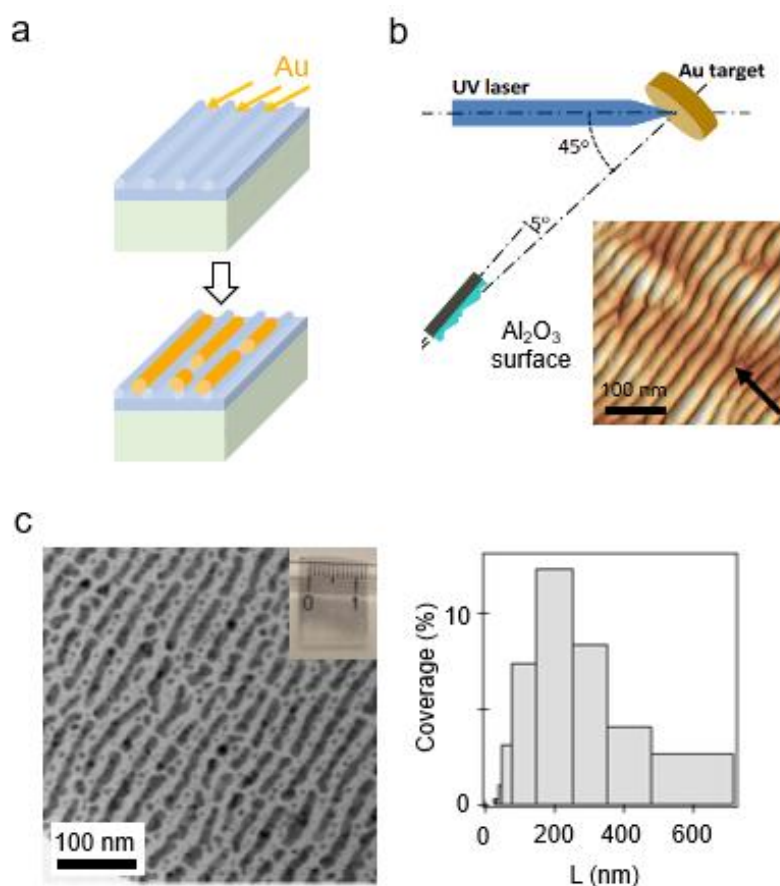 a
Au
b
UV laser
Au target
45°
5°
Al₂O₃
surface
100 nm
c
0 1
100 nm
Coverage (%)
10
0
0 200 400 600
L (nm)